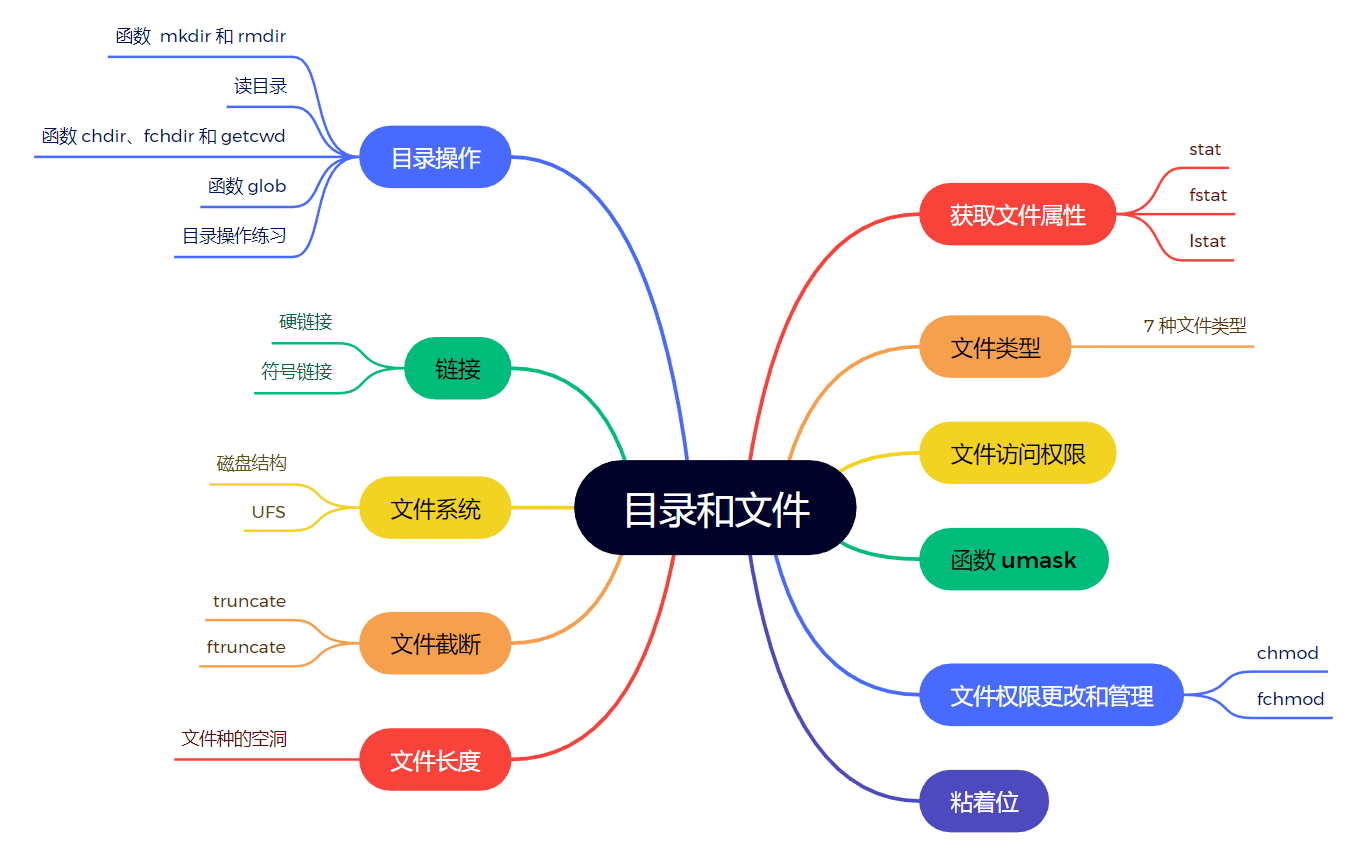 目录和文件
获取文件属性
stat
fstat
lstat
文件类型
7 种文件类型
文件访问权限
函数 umask
文件权限更改和管理
chmod
fchmod
粘着位
目录操作
函数 mkdir 和 rmdir
读目录
函数 chdir、fchdir 和 getcwd
函数 glob
目录操作练习
链接
硬链接
符号链接
文件系统
磁盘结构
UFS
文件截断
truncate
ftruncate
文件长度
文件种的空洞